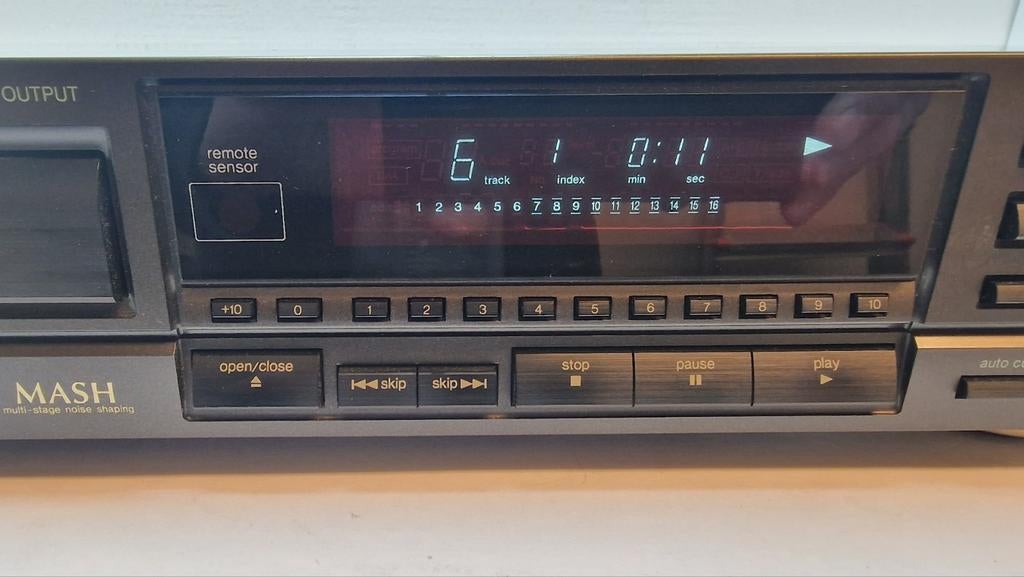 OUTPUT
remote
sensor
6 track 1 index 0:11 min sec
1 2 3 4 5 6 7 8 9 10 11 12 13 14 15 16
+10 0 1 2 3 4 5 6 7 8 9 10
open/close
skip skip
stop pause play
MASH
multi-stage noise shaping
auto